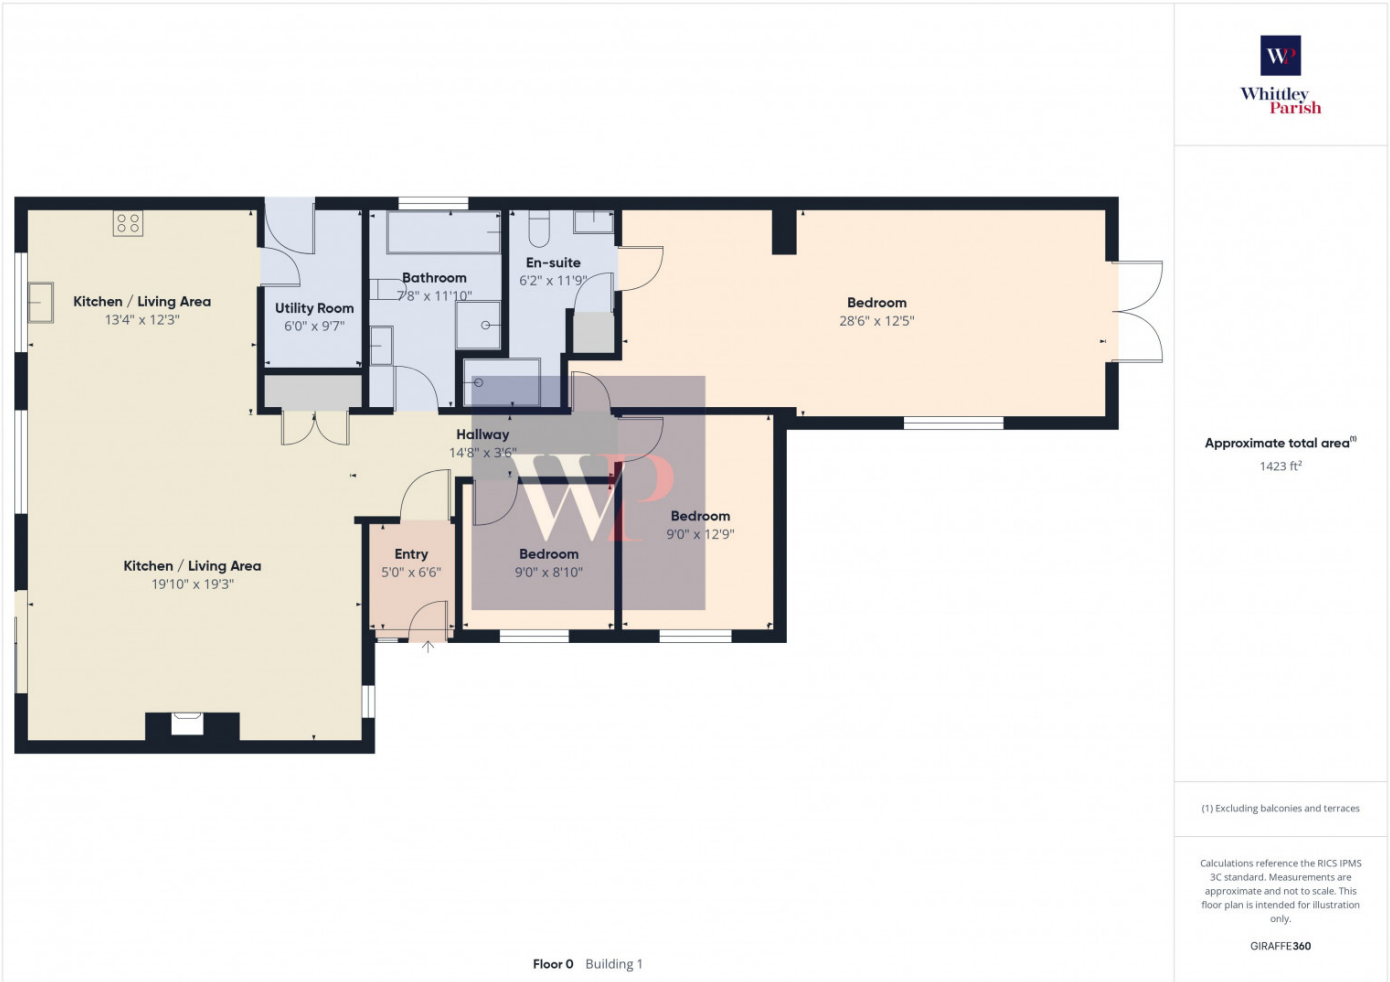 Kitchen / Living Area
13'4" x 12'3"
Utility Room
6'0" x 9'7"
Bathroom
7'8" x 11'10"
En-suite
6'2" x 11'9"
Bedroom
28'6" x 12'5"
Hallway
14'8" x 3'6"
WP
Kitchen / Living Area
19'10" x 19'3"
Entry
5'0" x 6'6"
Bedroom
9'0" x 8'10"
Bedroom
9'0" x 12'9"
Floor 0 Building 1
WP
Whittley
Parish
Approximate total area(1)
1423 ft²
(1) Excluding balconies and terraces
Calculations reference the RICS IPMS
3C standard. Measurements are
approximate and not to scale. This
floor plan is intended for illustration
only.
GIRAFFE360